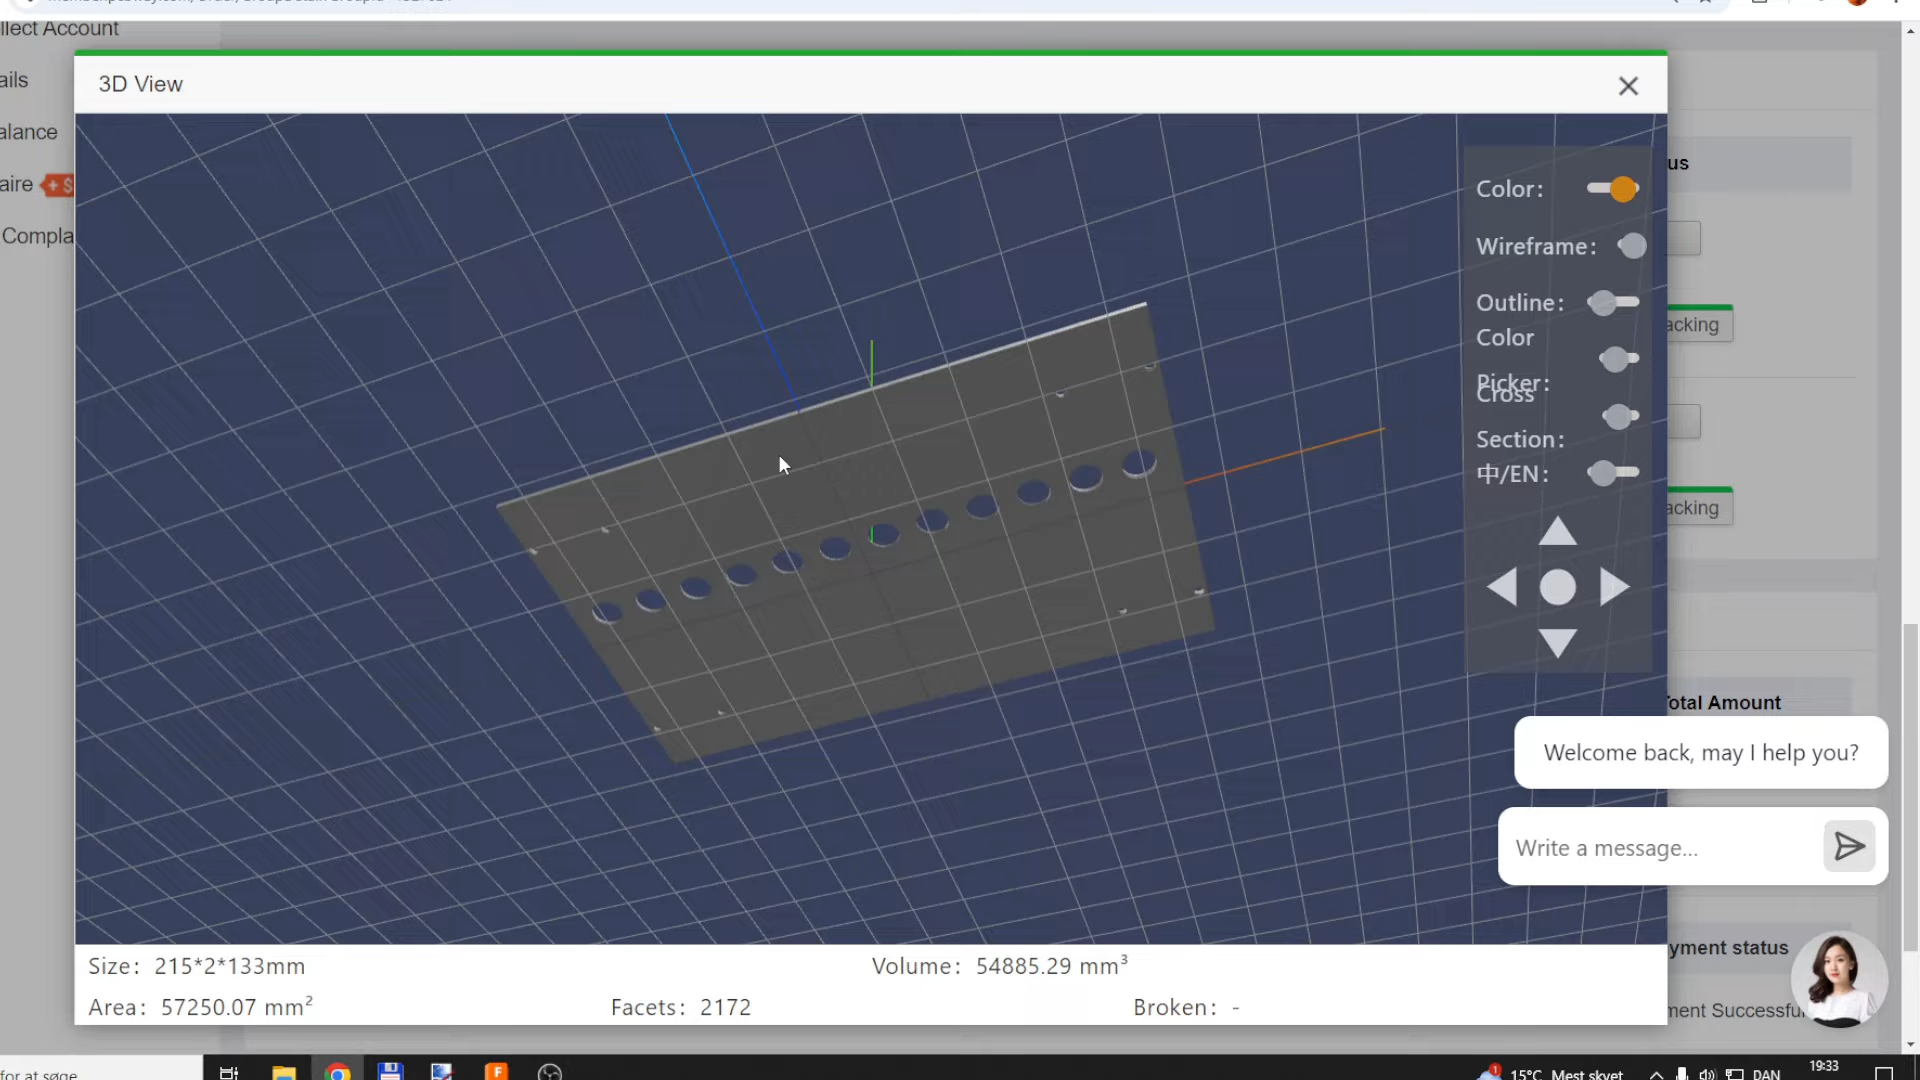 llect Account
ails
alance
aire + $
Compla
3D View
us
Color:
Wireframe:
Outline:
Color
Picker:
Cross
Section:
中/EN:
acking
acking
Total Amount
Welcome back, may I help you?
Write a message...
yment status
ment Successfu
Size: 215*2*133mm
Volume: 54885.29 mm³
Area: 57250.07 mm²
Facets: 2172
Broken: -
for at søge
F
1
15°C Mest skyet
DAN
19:33